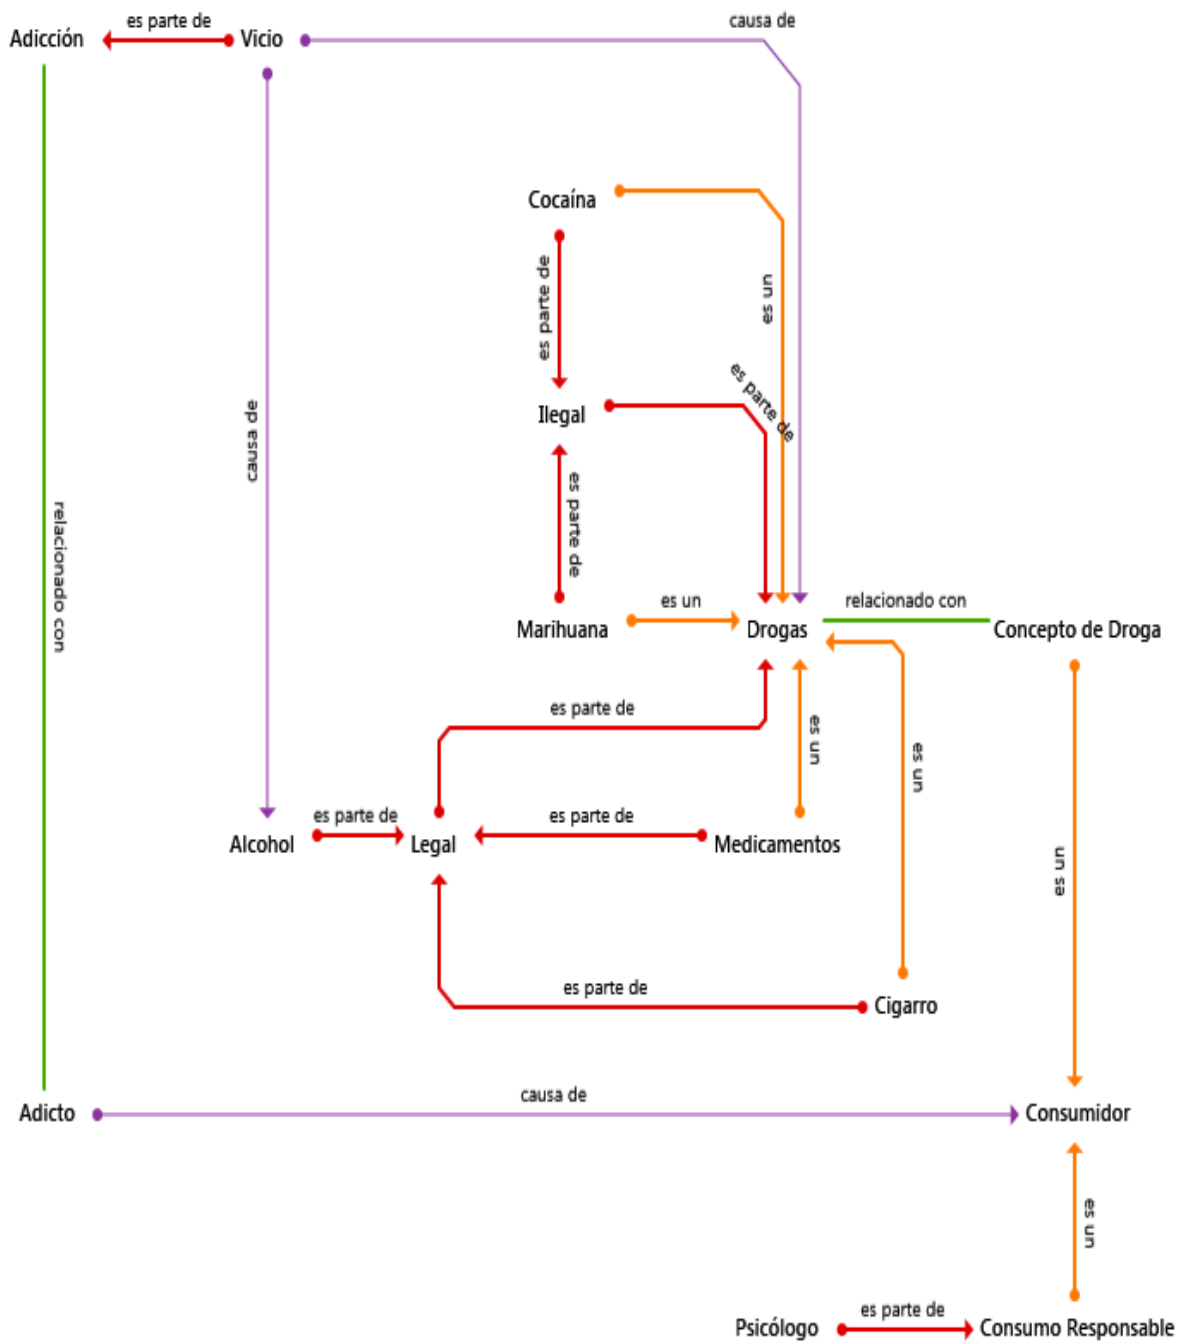 es parte de
causa de
Adicción
Vicio
Cocaína
es parte de
es un
es parte de
Ilegal
causa de
es parte de
relacionado con
es un
relacionado con
Marihuana
Drogas
Concepto de Droga
es parte de
es un
es un
es parte de
es parte de
Alcohol
Legal
Medicamentos
es un
es parte de
Cigarro
causa de
Adicto
Consumidor
es un
es parte de
Psicólogo
Consumo Responsable